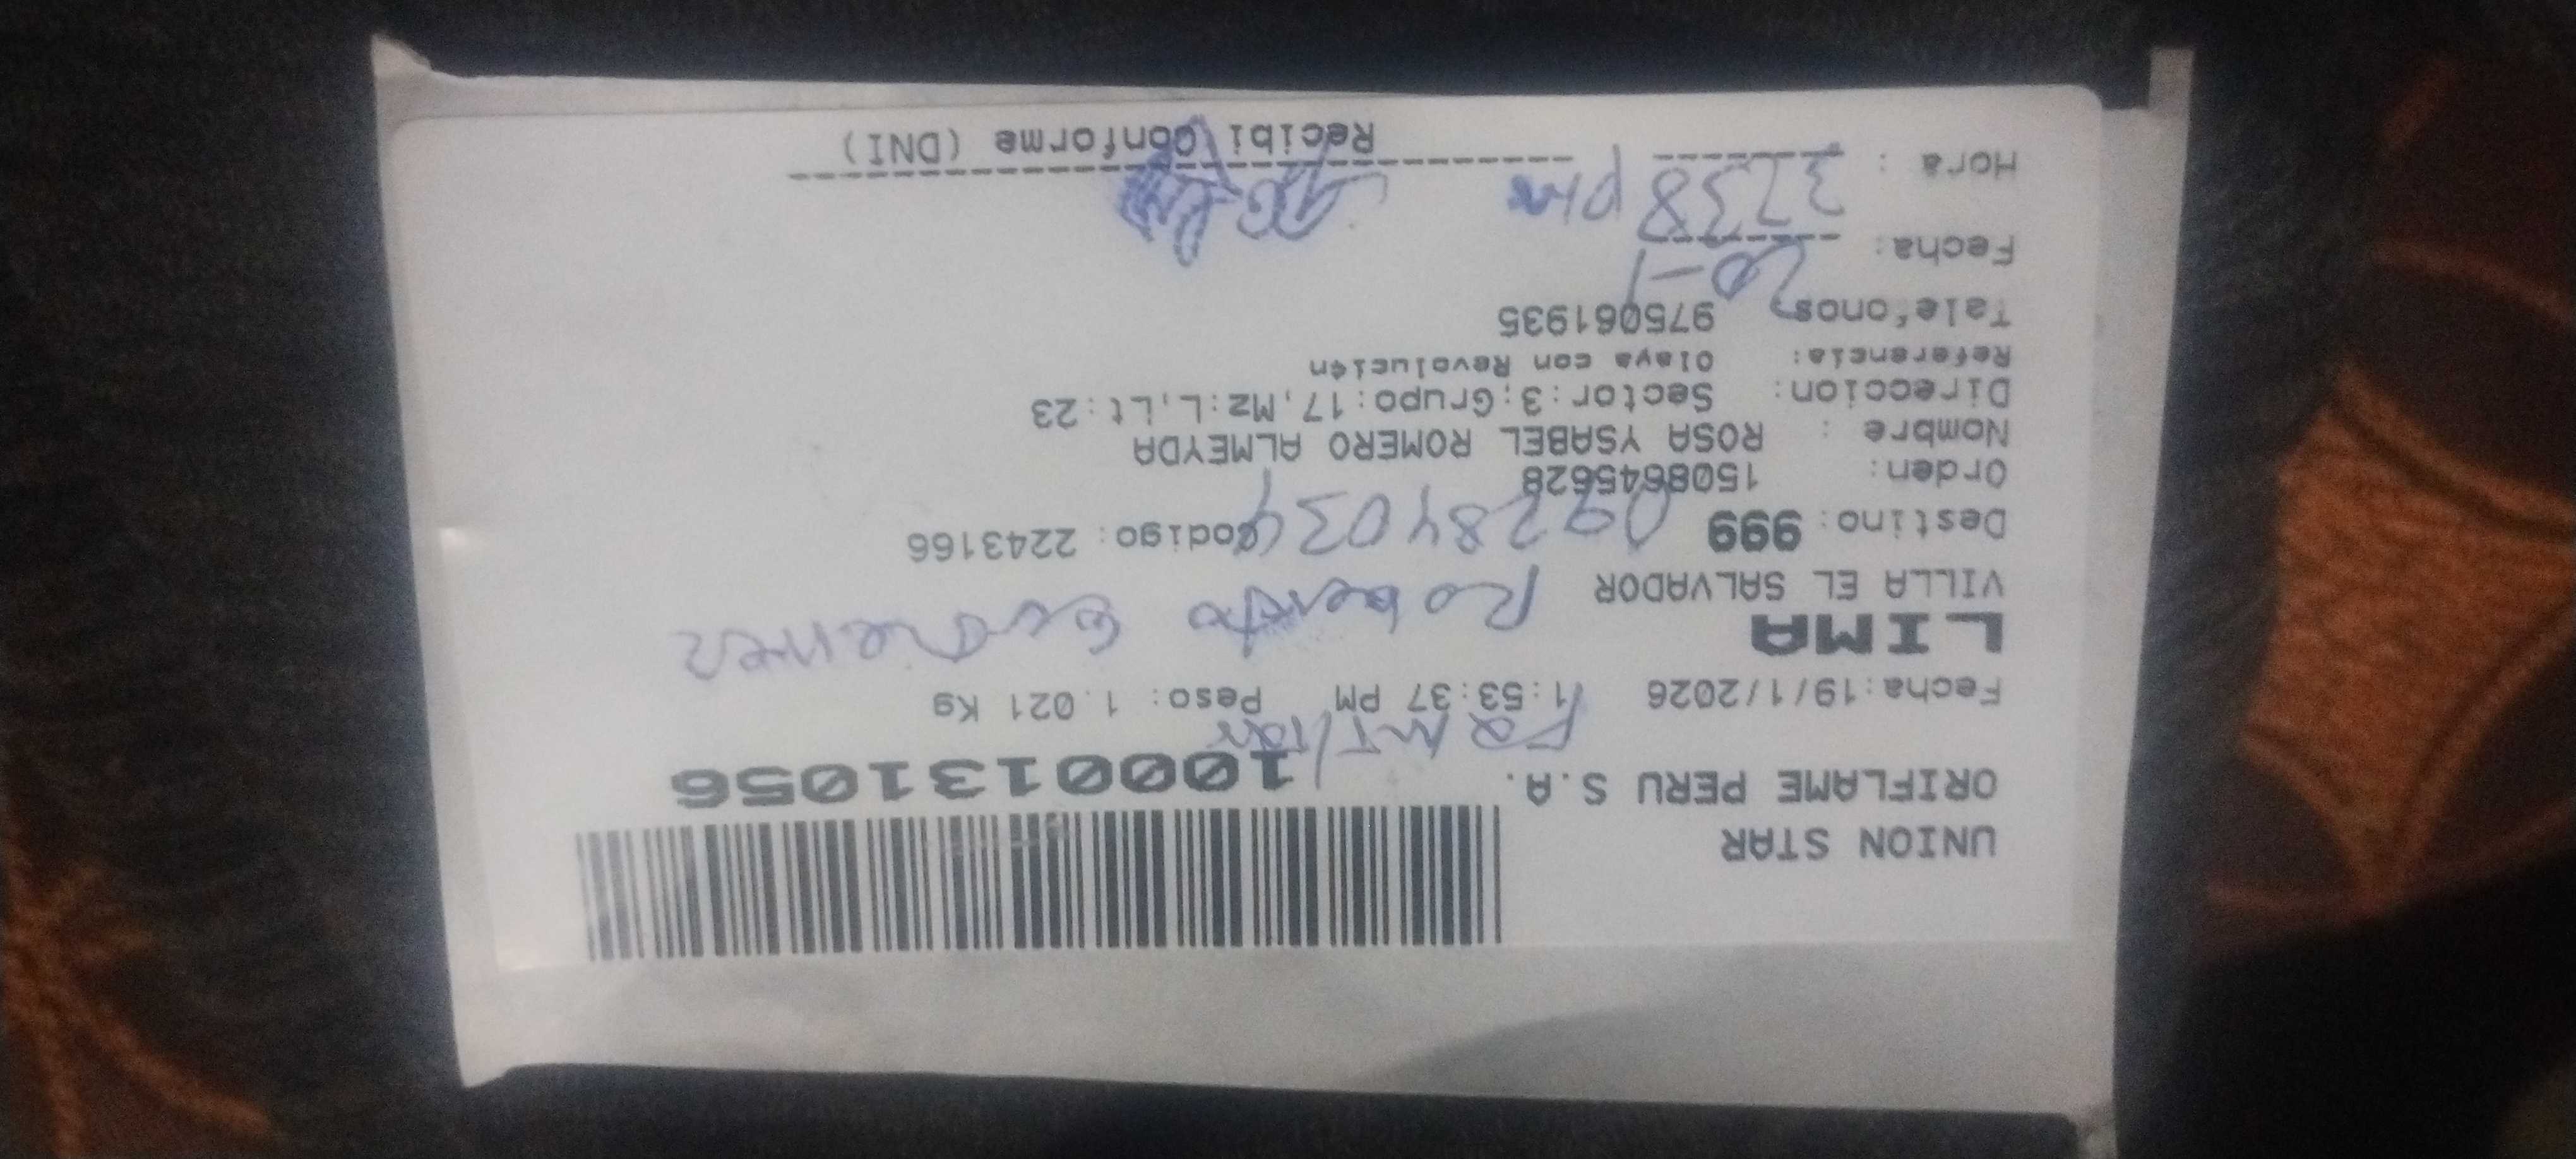 UNION STAR
ORIFLAME PERU S.A.
1000131056
Familiar
Fecha:19/1/2026 1:53:37 PM Peso: 1.021 Kg
LIMA
Roberto
VILLA EL SALVADOR
Destino: 999 Codigo: 2243166
09284034
Orden: 1508645628
Nombre : ROSA YSABEL ROMERO ALMEYDA
Direccion: Sector:3;Grupo:17,Mz:L,Lt:23
Referencia: Olaya con Revolución
Telefonos 975061935
Fecha: 20-1
Hora : 3:38 pm
Recibi Conforme (DNI)